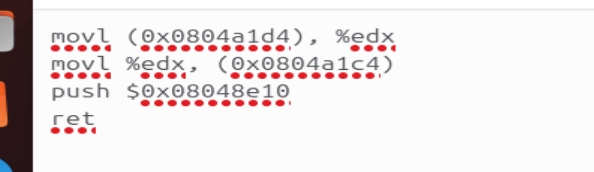 movl (0x0804a1d4), %edx
movl %edx, (0x0804a1c4)
push $0x08048e10
ret